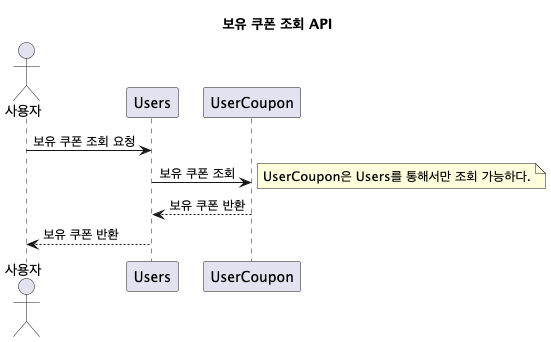 보유 쿠폰 조회 API
사용자
Users
UserCoupon
보유 쿠폰 조회 요청
보유 쿠폰 조회
UserCoupon은 Users를 통해서만 조회 가능하다.
보유 쿠폰 반환
보유 쿠폰 반환
사용자
Users
UserCoupon